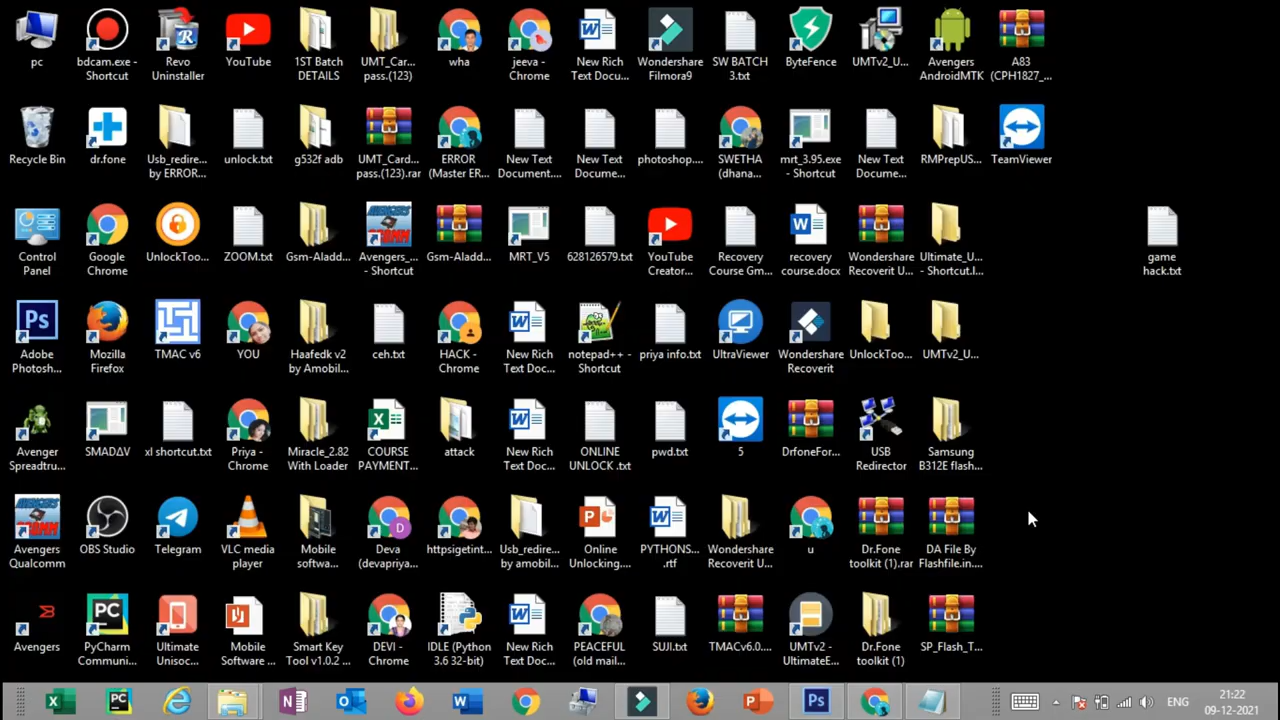 pc
bdcam.exe - Shortcut
Revo Uninstaller
YouTube
1ST Batch DETAILS
UMT_Car... pass.(123)
wha
jeeva - Chrome
New Rich Text Docu...
Wondershare Filmora9
SW BATCH 3.txt
ByteFence
UMTv2_U...
Avengers AndroidMTK
A83 (CPH1827_...
Recycle Bin
dr.fone
Usb_redire... by ERROR...
unlock.txt
g532f adb
UMT_Card... pass.(123).rar
ERROR (Master ER...
New Text Document....
New Text Docume...
photoshop....
SWETHA (dhana...
mrt_3.95.exe - Shortcut
New Text Docume...
RMPrepUS...
TeamViewer
Control Panel
Google Chrome
UnlockToo...
ZOOM.txt
Gsm-Aladd...
Avengers_... - Shortcut
Gsm-Aladd...
MRT_V5
628126579.txt
YouTube Creator...
Recovery Course Gm...
recovery course.docx
Wondershare Recoverit U...
Ultimate_U... - Shortcut.l...
game hack.txt
Adobe Photosh...
Mozilla Firefox
TMAC v6
YOU
Haafedk v2 by Amobil...
ceh.txt
HACK - Chrome
New Rich Text Doc...
notepad++ - Shortcut
priya info.txt
UltraViewer
Wondershare Recoverit
UnlockToo...
UMTv2_U...
Avenger Spreadtru...
SMADΔV
xl shortcut.txt
Priya - Chrome
Miracle_2.82 With Loader
COURSE PAYMENT...
attack
New Rich Text Doc...
ONLINE UNLOCK .txt
pwd.txt
5
DrfoneFor...
USB Redirector
Samsung B312E flash...
Avengers Qualcomm
OBS Studio
Telegram
VLC media player
Mobile softwa...
Deva (devapriya...
httpsigetint...
Usb_redire... by amobil...
Online Unlocking....
PYTHONS... .rtf
Wondershare Recoverit U...
u
Dr.Fone toolkit (1).rar
DA File By Flashfile.in....
Avengers
PyCharm Communi...
Ultimate Unisoc...
Mobile Software ...
Smart Key Tool v1.0.2 ...
DEVI - Chrome
IDLE (Python 3.6 32-bit)
New Rich Text Doc...
PEACEFUL (old mail...
SUJI.txt
TMACv6.0....
UMTv2 - UltimateE...
Dr.Fone toolkit (1)
SP_Flash_T...
ENG
21:22
09-12-2021